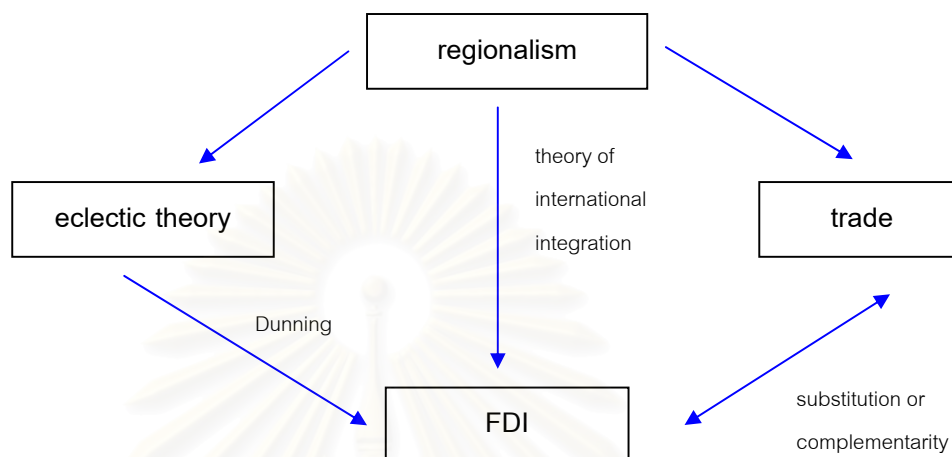 regionalism
theory of
international
integration
eclectic theory
trade
Dunning
FDI
substitution or
complementarity